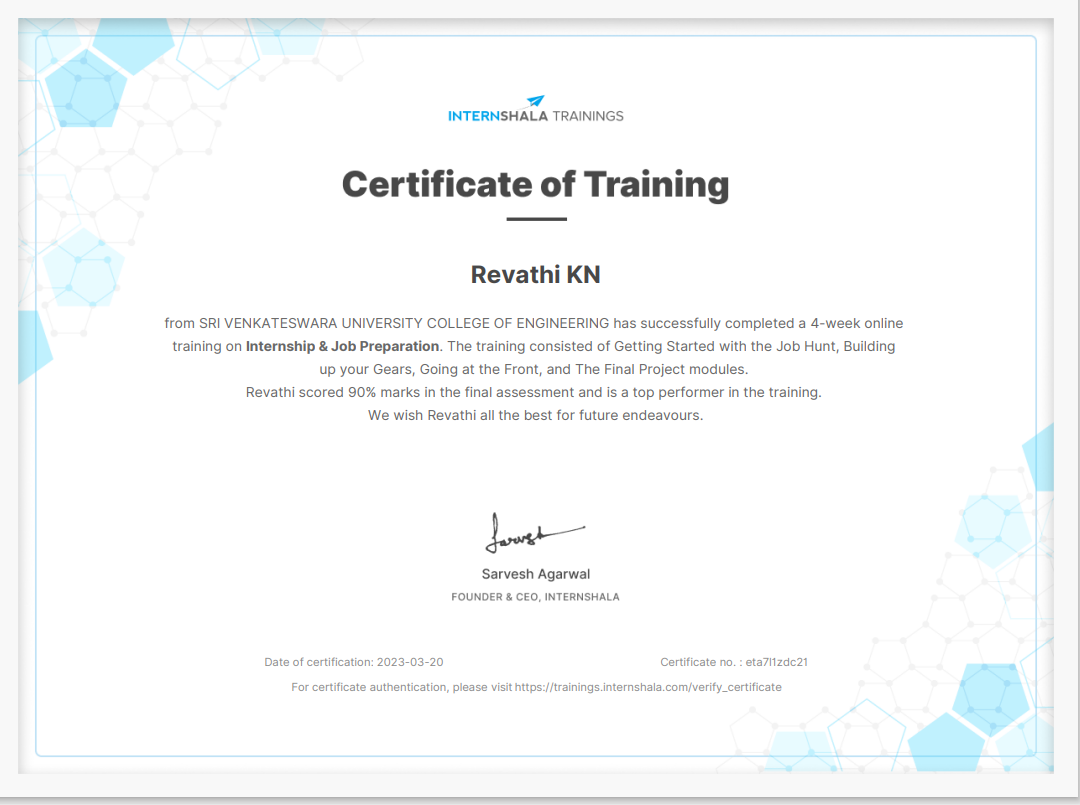 INTERNSHALA TRAININGS
Certificate of Training
Revathi KN
from SRI VENKATESWARA UNIVERSITY COLLEGE OF ENGINEERING has successfully completed a 4-week online
training on Internship & Job Preparation. The training consisted of Getting Started with the Job Hunt, Building
up your Gears, Going at the Front, and The Final Project modules.
Revathi scored 90% marks in the final assessment and is a top performer in the training.
We wish Revathi all the best for future endeavours.
Sarvesh
Sarvesh Agarwal
FOUNDER & CEO, INTERNSHALA
Date of certification: 2023-03-20 Certificate no. : eta7l1zdc21
For certificate authentication, please visit https://trainings.internshala.com/verify_certificate